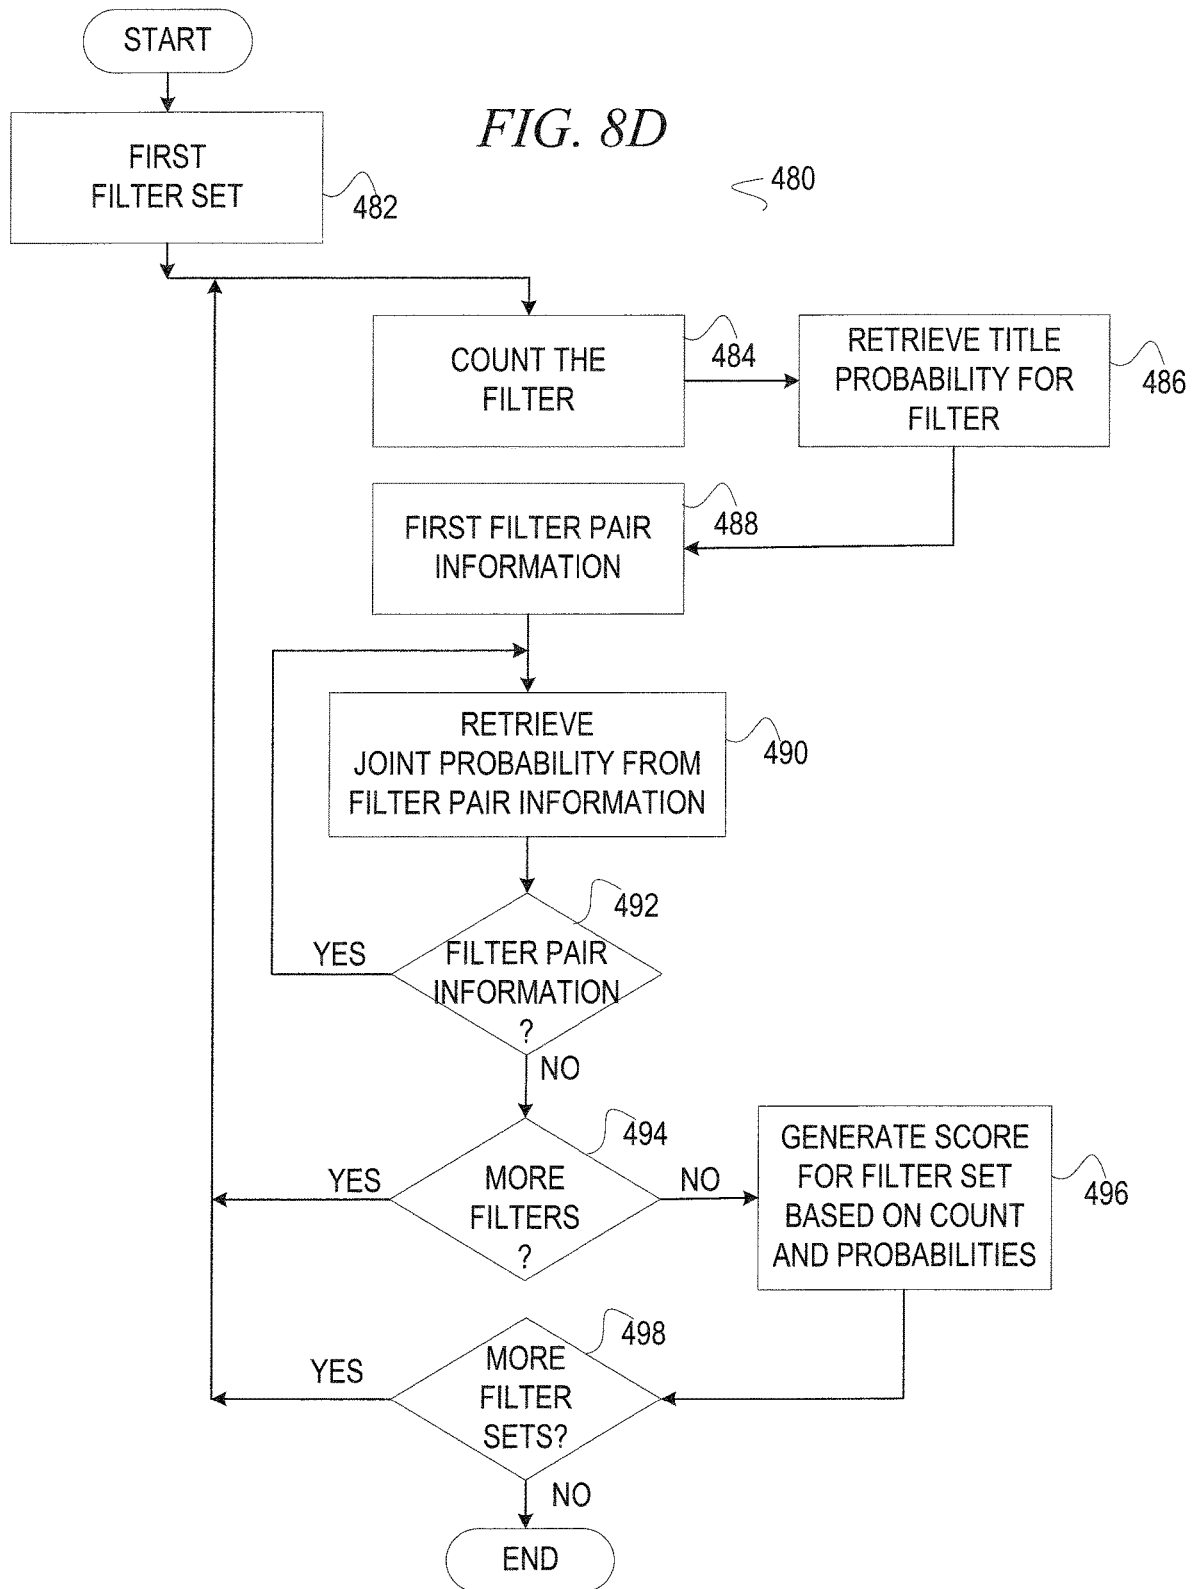 START
FIG. 8D
480
FIRST
FILTER SET
482
COUNT THE
FILTER
484
RETRIEVE TITLE
PROBABILITY FOR
FILTER
486
FIRST FILTER PAIR
INFORMATION
488
RETRIEVE
JOINT PROBABILITY FROM
FILTER PAIR INFORMATION
490
492
YES
FILTER PAIR
INFORMATION
?
NO
494
YES
MORE
FILTERS
?
NO
GENERATE SCORE
FOR FILTER SET
BASED ON COUNT
AND PROBABILITIES
496
498
YES
MORE
FILTER
SETS?
NO
END